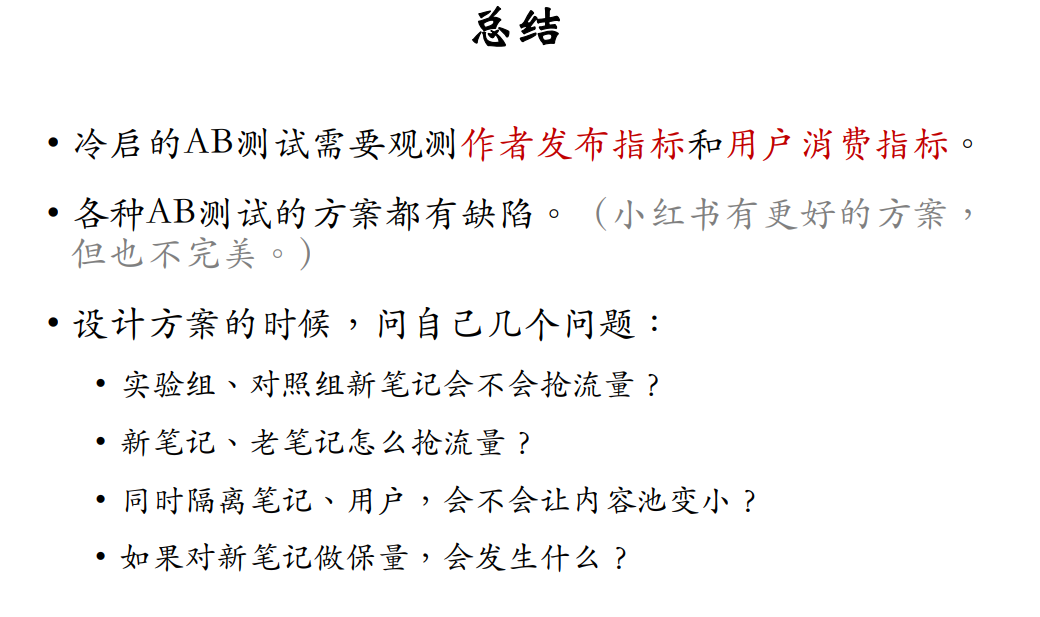 总结
• 冷启的AB测试需要观测作者发布指标和用户消费指标。
• 各种AB测试的方案都有缺陷。（小红书有更好的方案，
但也不完美。）
• 设计方案的时候，问自己几个问题：
• 实验组、对照组新笔记会不会抢流量？
• 新笔记、老笔记怎么抢流量？
• 同时隔离笔记、用户，会不会让内容池变小？
• 如果对新笔记做保量，会发生什么？